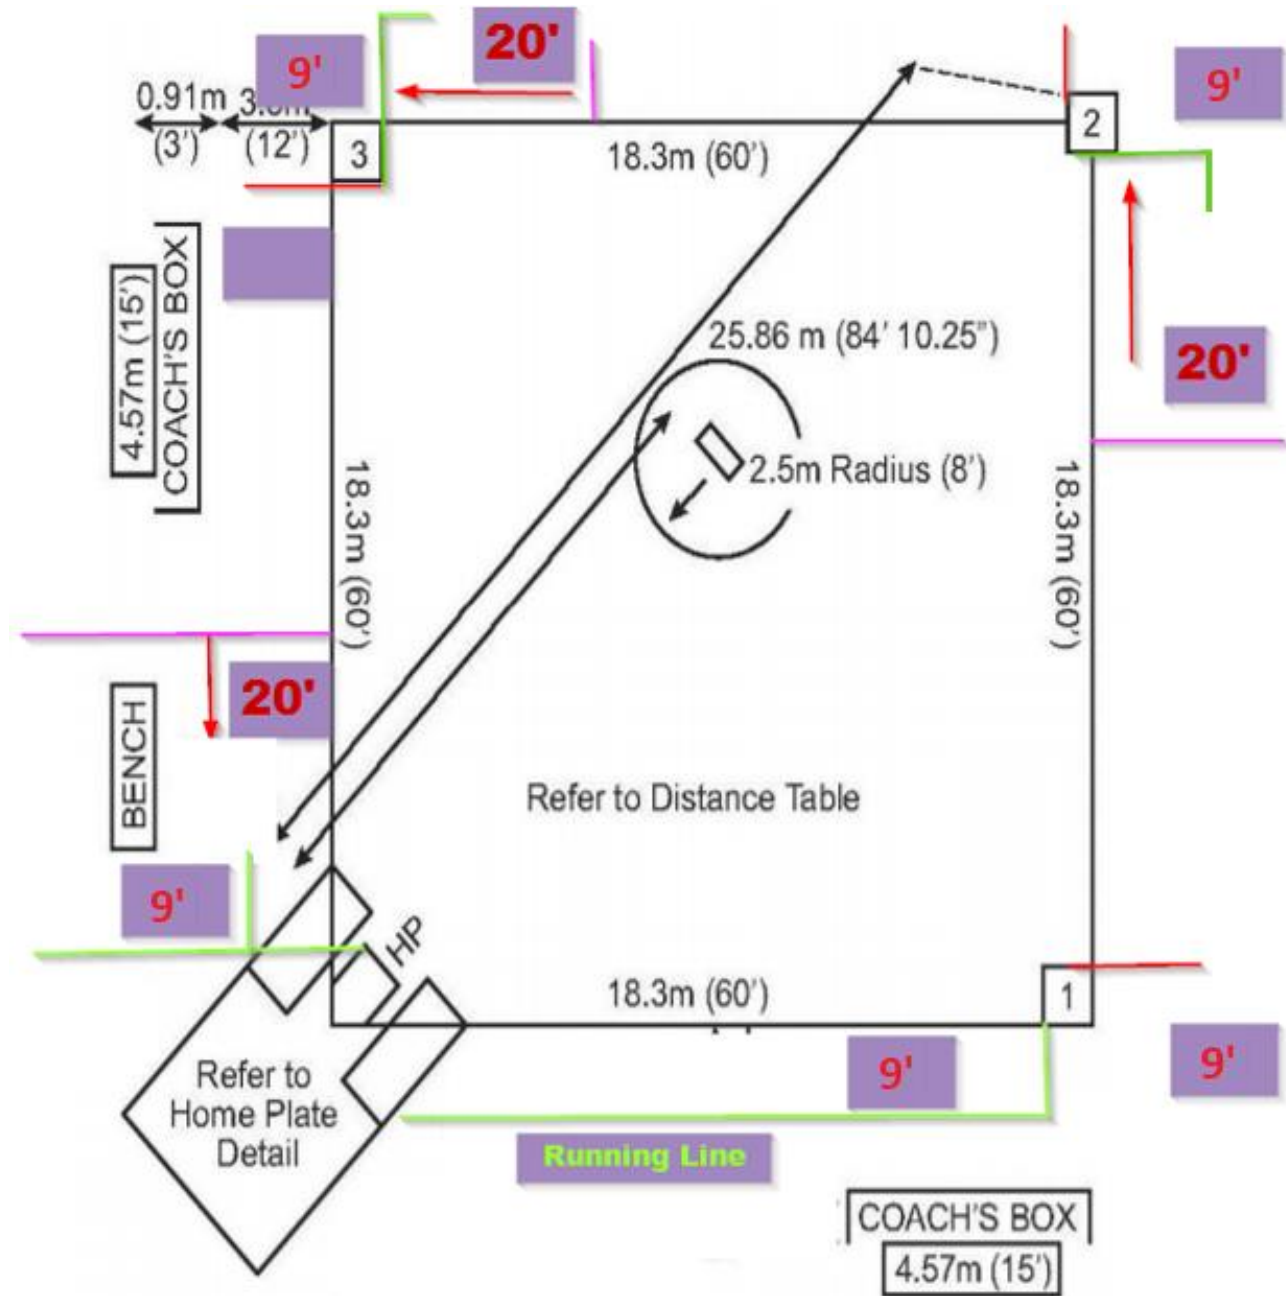 20'
9'
9'
0.91m
(3')
(12')
3
2
18.3m (60')
25.86 m (84' 10.25”)
20'
4.57m (15')
COACH'S BOX
2.5m Radius (8')
18.3m (60')
18.3m (60')
20'
BENCH
Refer to Distance Table
9'
HP
18.3m (60')
1
9'
9'
Refer to
Home Plate
Detail
Running Line
COACH'S BOX
4.57m (15')